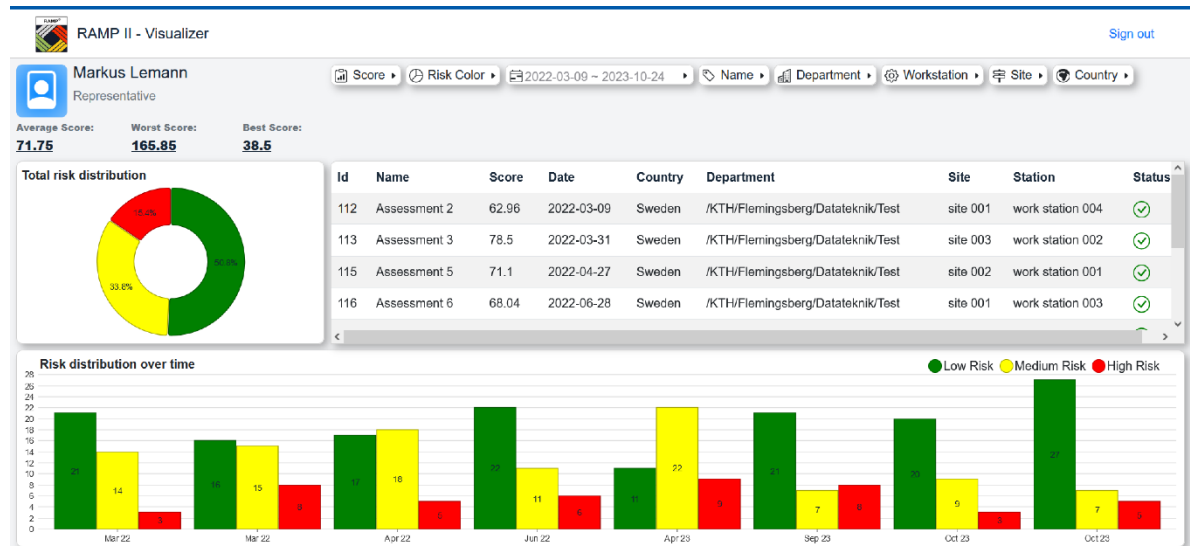 RAMP II - Visualizer
Sign out
Markus Lemann
Representative
Score
Risk Color
2022-03-09 ~ 2023-10-24
Name
Department
Workstation
Site
Country
Average Score: Worst Score: Best Score:
71.75 165.85 38.5
Total risk distribution
33.8%
Id Name Score Date Country Department Site Station Status
112 Assessment 2 62.96 2022-03-09 Sweden /KTH/Flemingsberg/Datateknik/Test site 001 work station 004
113 Assessment 3 78.5 2022-03-31 Sweden /KTH/Flemingsberg/Datateknik/Test site 003 work station 002
115 Assessment 5 71.1 2022-04-27 Sweden /KTH/Flemingsberg/Datateknik/Test site 002 work station 001
116 Assessment 6 68.04 2022-06-28 Sweden /KTH/Flemingsberg/Datateknik/Test site 001 work station 003
Risk distribution over time
Low Risk Medium Risk High Risk
28
26
24
22
20
18
16
14
12
10
8
6
4
2
0
21 14 3
16 15 8
17 18 5
22 11 6
11 22 9
21 7 8
20 9 3
27 7 5
Mar 22 Mar 22 Apr 22 Jun 22 Apr 23 Sep 23 Oct 23 Oct 23